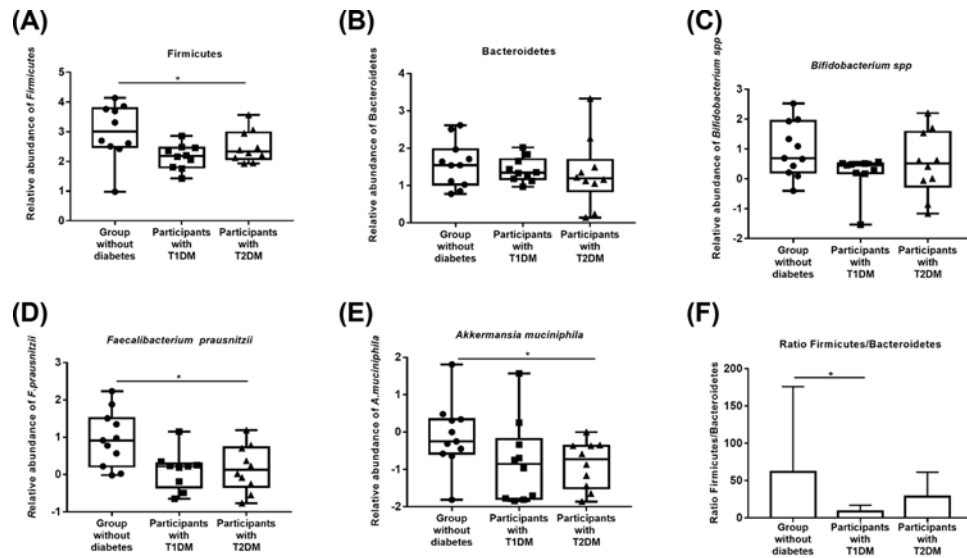 (A)
Firmicutes
*
Relative abundance of Firmicutes
5
4
3
2
1
0
Group without diabetes
Participants with T1DM
Participants with T2DM
(B)
Bacteroidetes
Relative abundance of Bacteroidetes
4
3
2
1
0
Group without diabetes
Participants with T1DM
Participants with T2DM
(C)
Bifidobacterium spp
Relative abundance of Bifidobacterium spp
3
2
1
0
-1
-2
Group without diabetes
Participants with T1DM
Participants with T2DM
(D)
Faecalibacterium prausnitzii
*
Relative abundance of F.prausnitzii
3
2
1
0
-1
Group without diabetes
Participants with T1DM
Participants with T2DM
(E)
Akkermansia muciniphila
*
Relative abundance of A.muciniphila
2
1
0
-1
-2
Group without diabetes
Participants with T1DM
Participants with T2DM
(F)
Ratio Firmicutes/Bacteroidetes
*
Ratio Firmicutes/Bacteroidetes
200
150
100
50
0
Group without diabetes
Participants with T1DM
Participants with T2DM